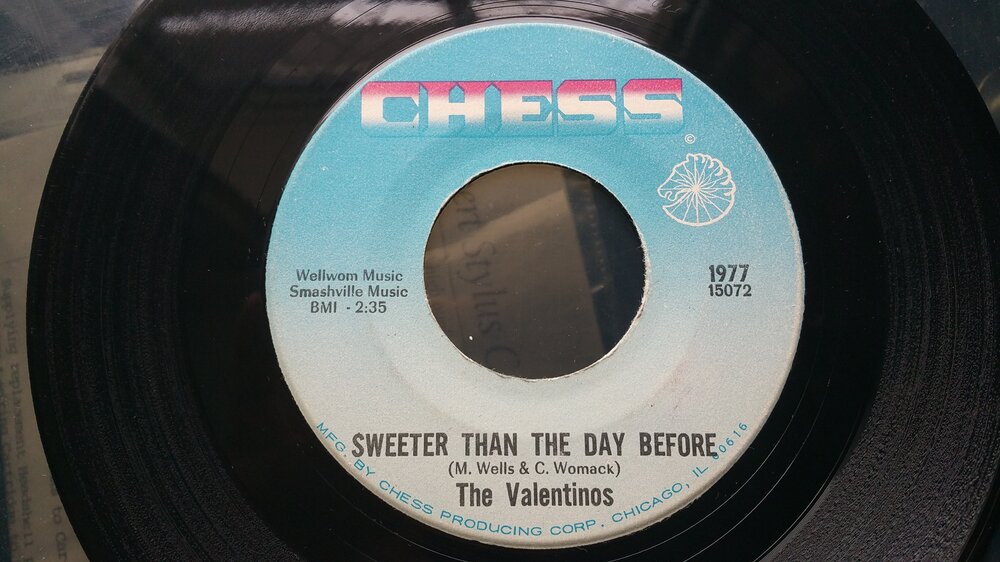 CHESS
©
Wellwom Music
Smashville Music
BMI - 2:35
1977
15072
SWEETER THAN THE DAY BEFORE
(M. Wells & C. Womack)
The Valentinos
MFG. BY CHESS PRODUCING CORP. CHICAGO, IL 60616
Stylus